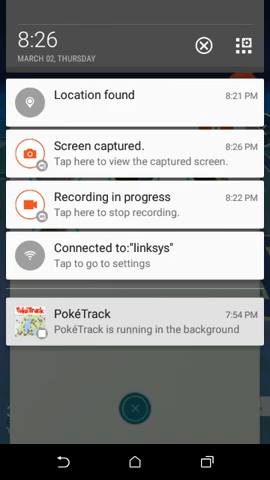 8:26
MARCH 02, THURSDAY
Location found 8:21 PM
Screen captured. 8:26 PM
Tap here to view the captured screen.
Recording in progress 8:22 PM
Tap here to stop recording.
Connected to:"linksys"
Tap to go to settings
PokéTrack
PokéTrack 7:54 PM
PokéTrack is running in the background